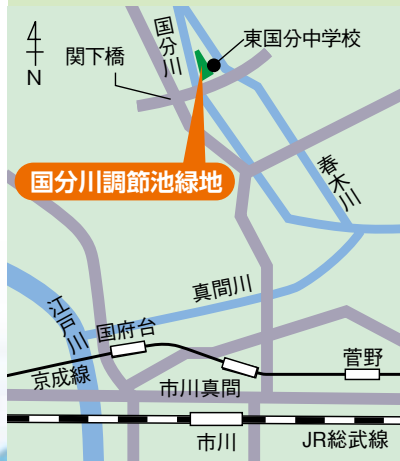 国分川
東国分中学校
関下橋
N
国分川調節池緑地
春木川
真間川
江戸川
国府台
京成線
菅野
市川真間
市川
JR総武線